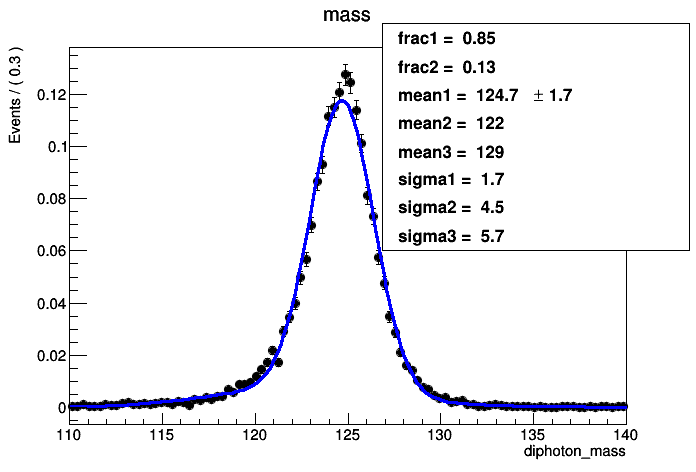 mass
frac1 = 0.85
frac2 = 0.13
mean1 = 124.7 ± 1.7
mean2 = 122
mean3 = 129
sigma1 = 1.7
sigma2 = 4.5
sigma3 = 5.7
Events / ( 0.3 )
0.12
0.1
0.08
0.06
0.04
0.02
0
110 115 120 125 130 135 140
diphoton_mass